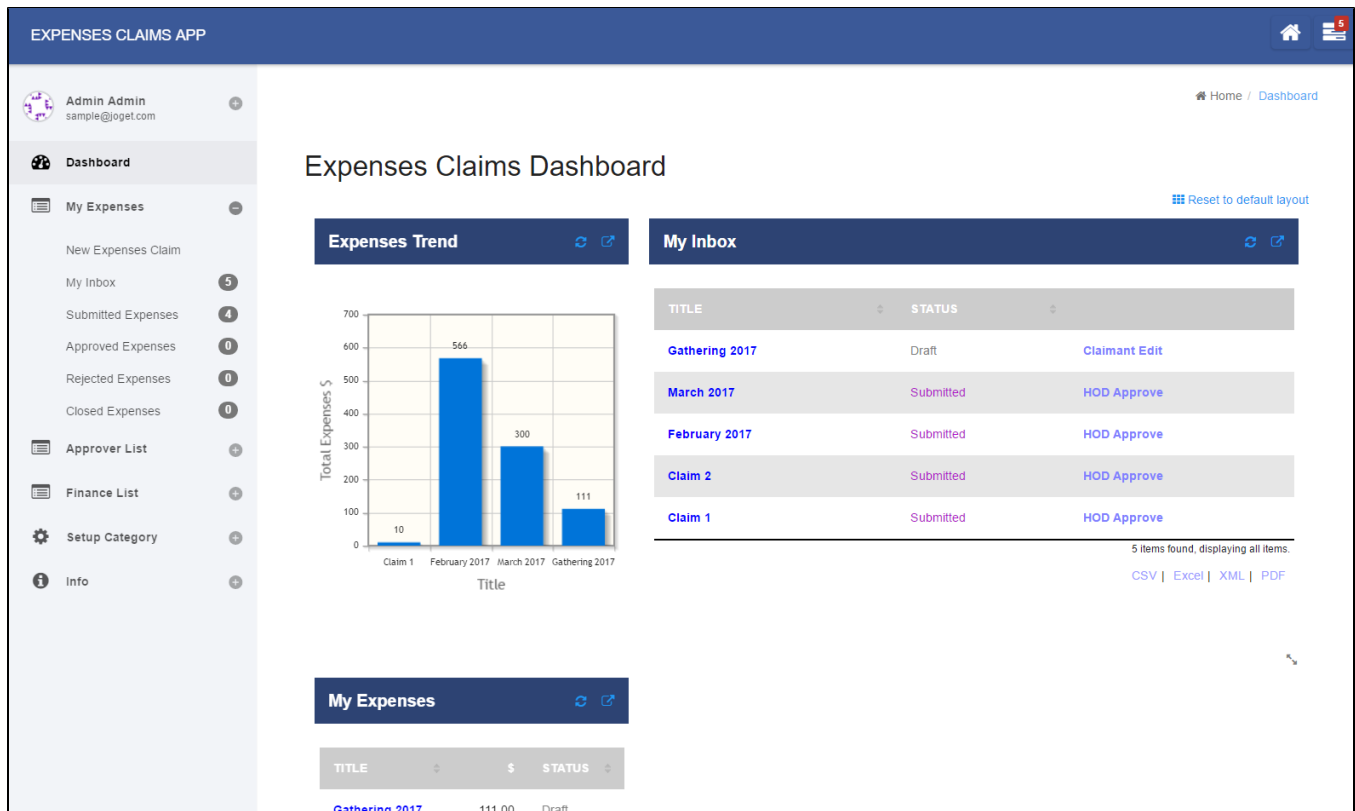 EXPENSES CLAIMS APP
5
Admin Admin
sample@joget.com
Home / Dashboard
Dashboard
My Expenses
New Expenses Claim
My Inbox 5
Submitted Expenses 4
Approved Expenses 0
Rejected Expenses 0
Closed Expenses 0
Approver List
Finance List
Setup Category
Info
Expenses Claims Dashboard
Reset to default layout
Expenses Trend
700
600
500
400
300
200
100
0
Total Expenses $
10
566
300
111
Claim 1 February 2017 March 2017 Gathering 2017
Title
My Inbox
TITLE STATUS
Gathering 2017 Draft Claimant Edit
March 2017 Submitted HOD Approve
February 2017 Submitted HOD Approve
Claim 2 Submitted HOD Approve
Claim 1 Submitted HOD Approve
5 items found, displaying all items.
CSV | Excel | XML | PDF
My Expenses
TITLE $ STATUS
Gathering 2017 111.00 Draft